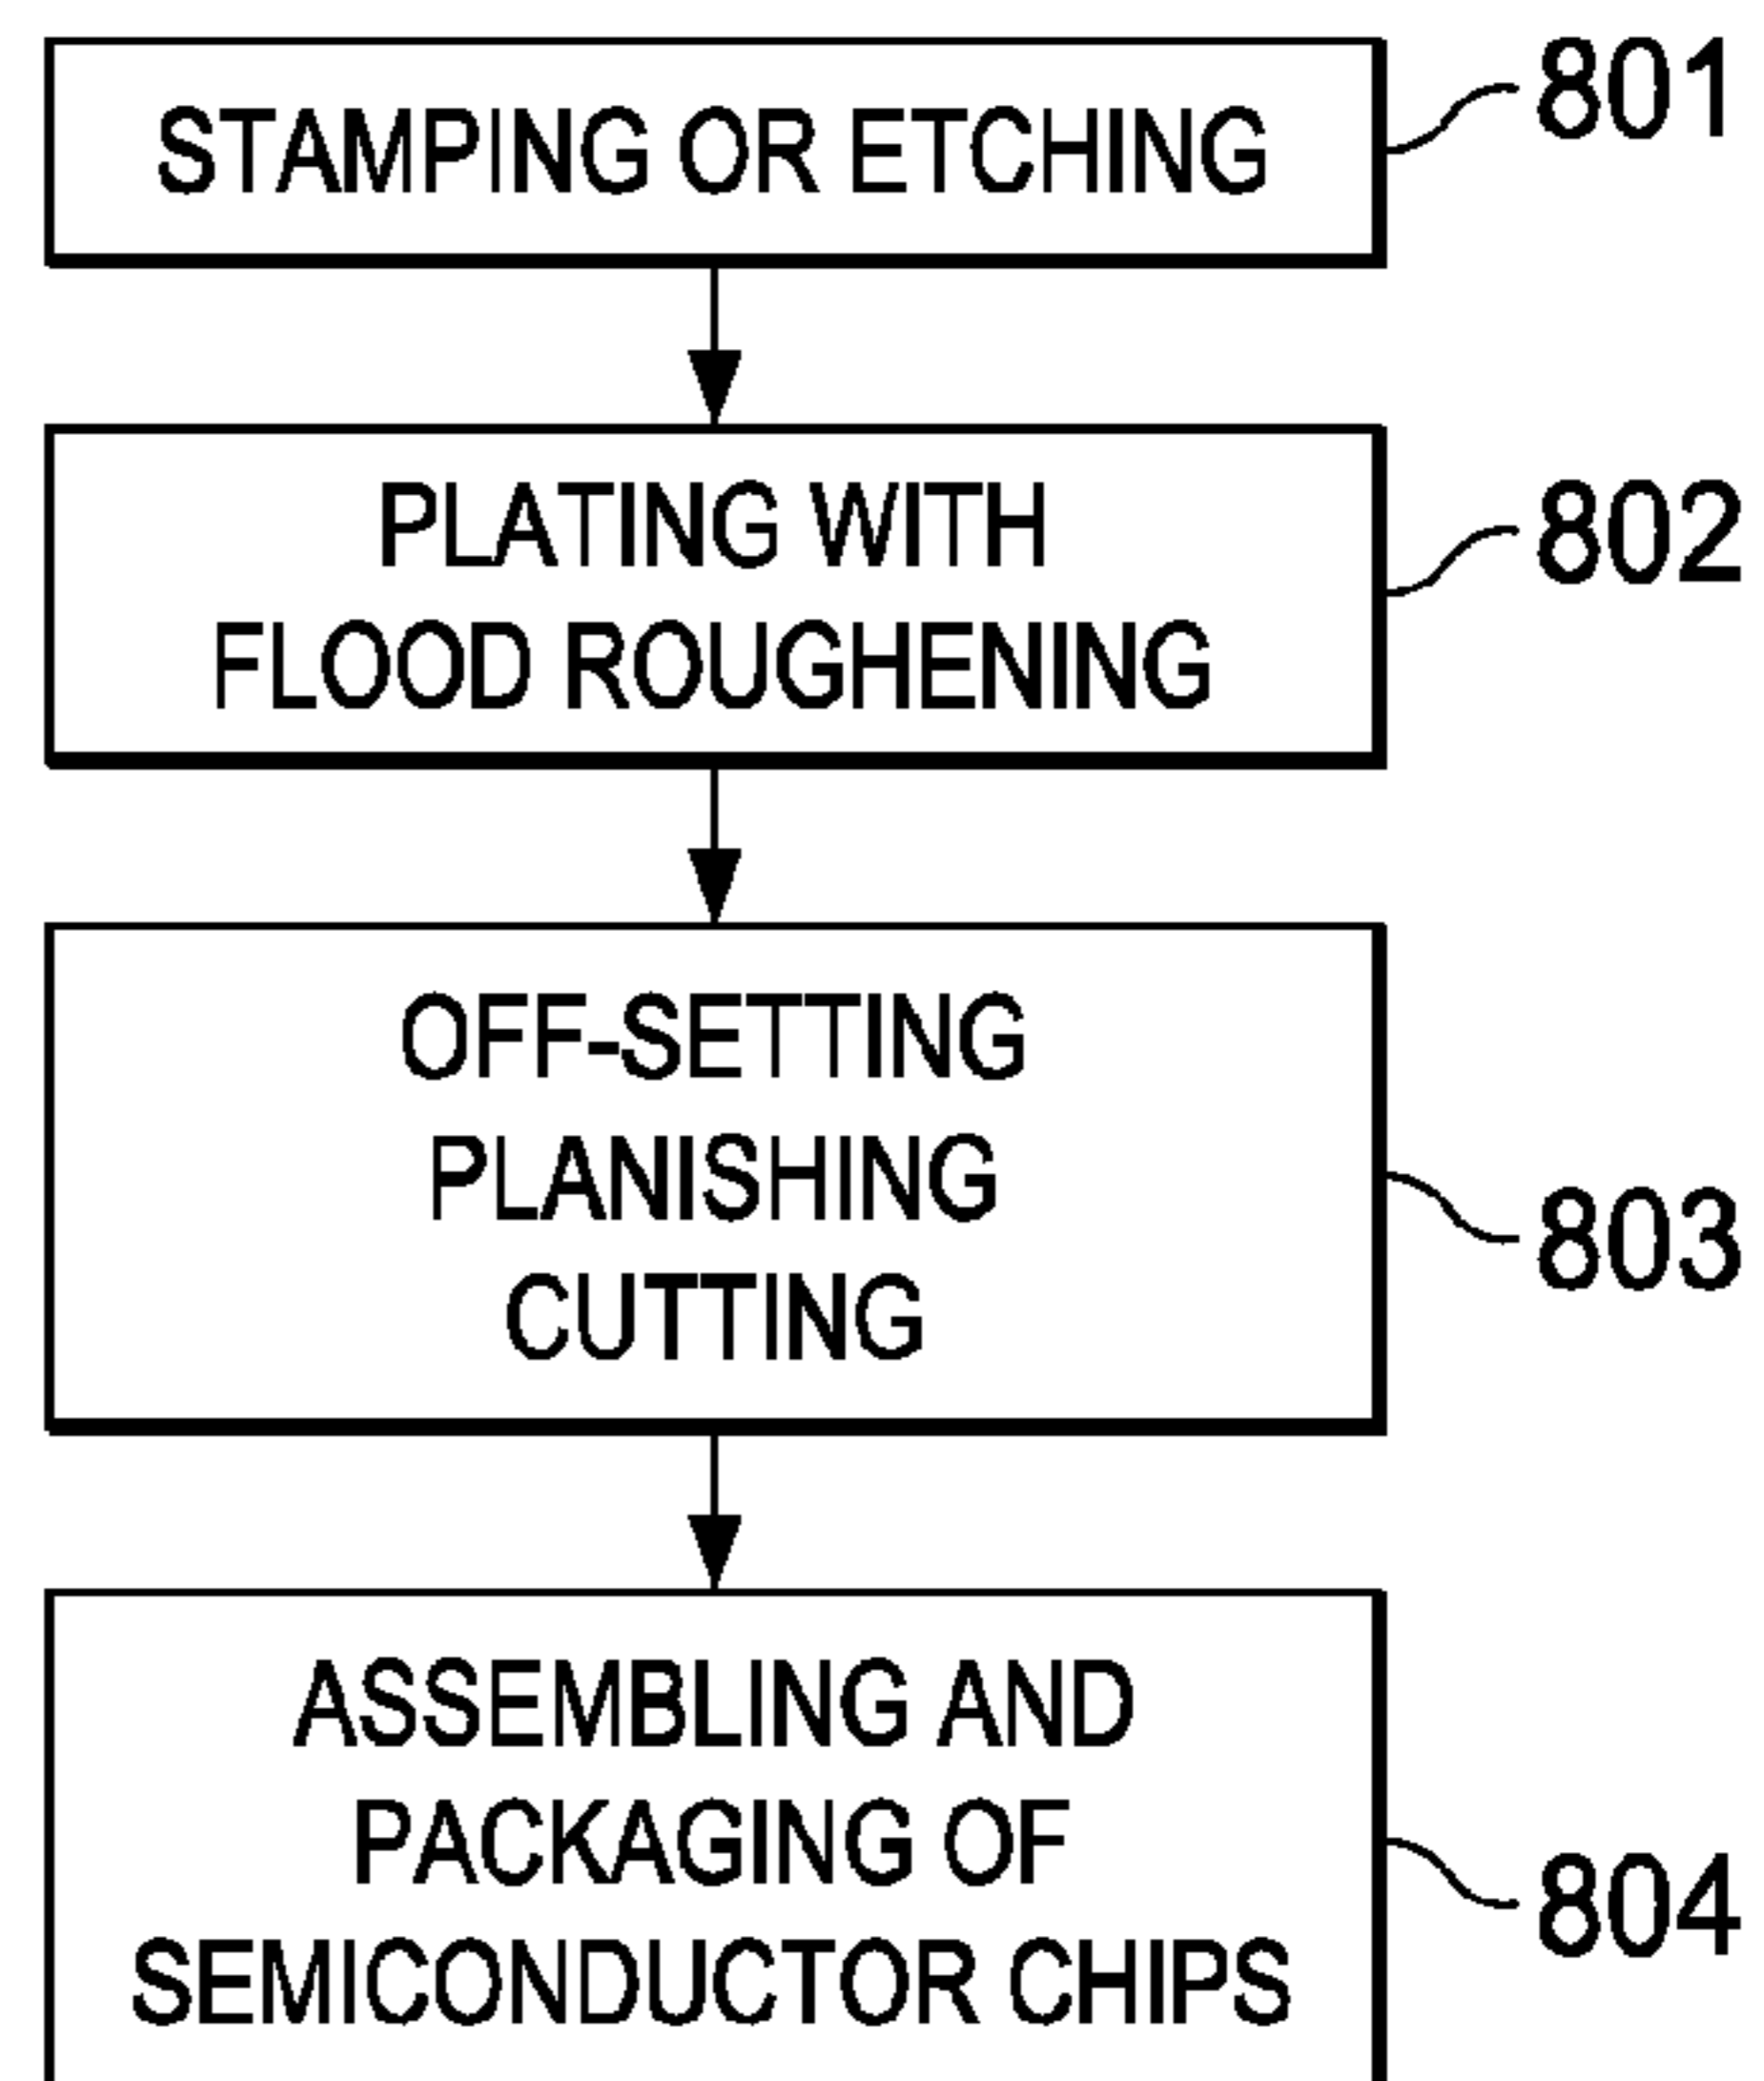 STAMPING OR ETCHING
801
PLATING WITH
FLOOD ROUGHENING
802
OFF-SETTING
PLANISHING
CUTTING
803
ASSEMBLING AND
PACKAGING OF
SEMICONDUCTOR CHIPS
804